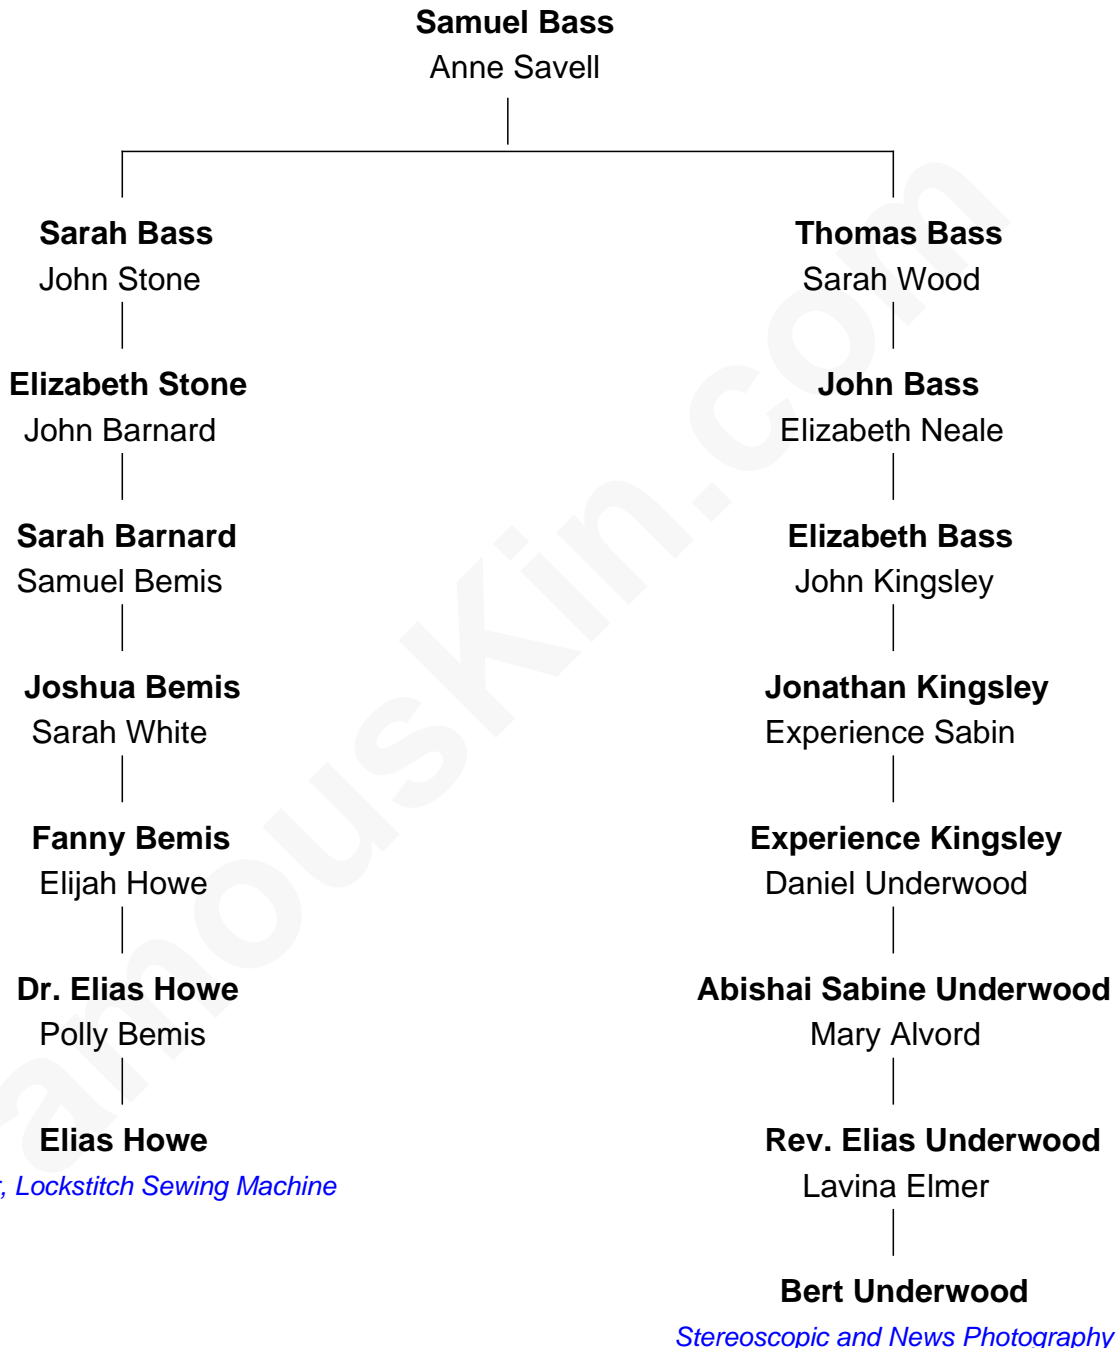 Samuel Bass
Anne Savell
Sarah Bass
John Stone
Thomas Bass
Sarah Wood
Elizabeth Stone
John Barnard
John Bass
Elizabeth Neale
Sarah Barnard
Samuel Bemis
Elizabeth Bass
John Kingsley
Joshua Bemis
Sarah White
Jonathan Kingsley
Experience Sabin
Fanny Bemis
Elijah Howe
Experience Kingsley
Daniel Underwood
Dr. Elias Howe
Polly Bemis
Abishai Sabine Underwood
Mary Alvord
Elias Howe
, Lockstitch Sewing Machine
Rev. Elias Underwood
Lavina Elmer
Bert Underwood
Stereoscopic and News Photography
amouskin.com